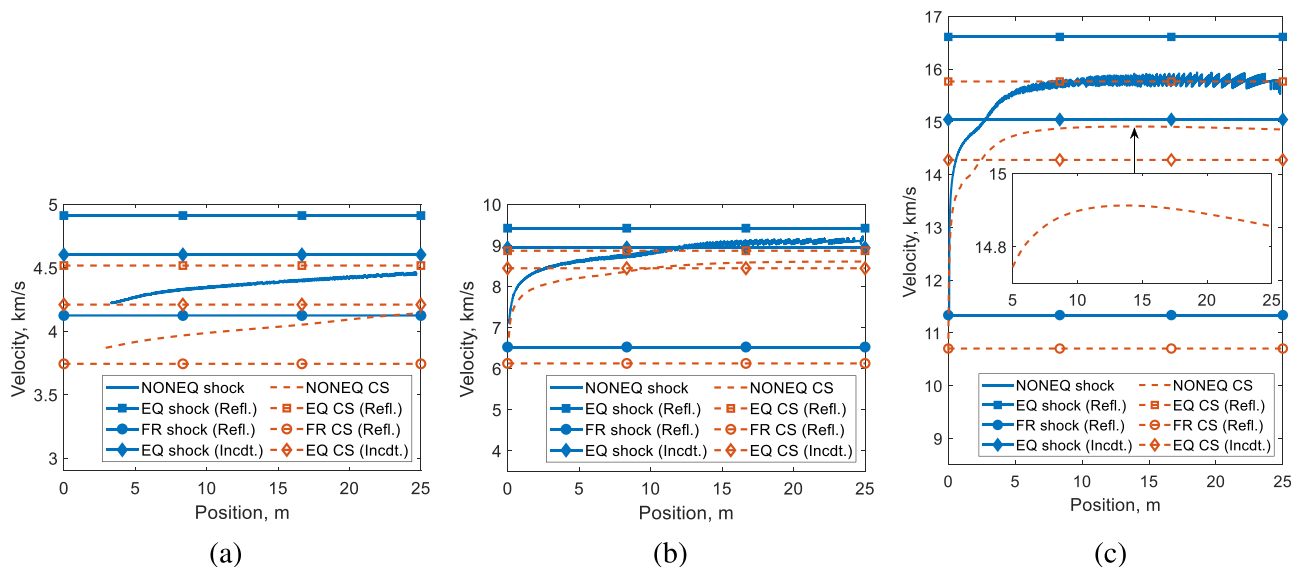 5
4.5
4
3.5
3
Velocity, km/s
0
5
10
15
20
25
Position, m
NONEQ shock
NONEQ CS
EQ shock (Refl.)
EQ CS (Refl.)
FR shock (Refl.)
FR CS (Refl.)
EQ shock (Incdt.)
EQ CS (Incdt.)
(a)
10
9
8
7
6
5
4
Velocity, km/s
0
5
10
15
20
25
Position, m
NONEQ shock
NONEQ CS
EQ shock (Refl.)
EQ CS (Refl.)
FR shock (Refl.)
FR CS (Refl.)
EQ shock (Incdt.)
EQ CS (Incdt.)
(b)
17
16
15
14
13
12
11
10
9
Velocity, km/s
15
14.8
5
10
15
20
25
NONEQ shock
NONEQ CS
EQ shock (Refl.)
EQ CS (Refl.)
FR shock (Refl.)
FR CS (Refl.)
EQ shock (Incdt.)
EQ CS (Incdt.)
0
5
10
15
20
25
Position, m
(c)